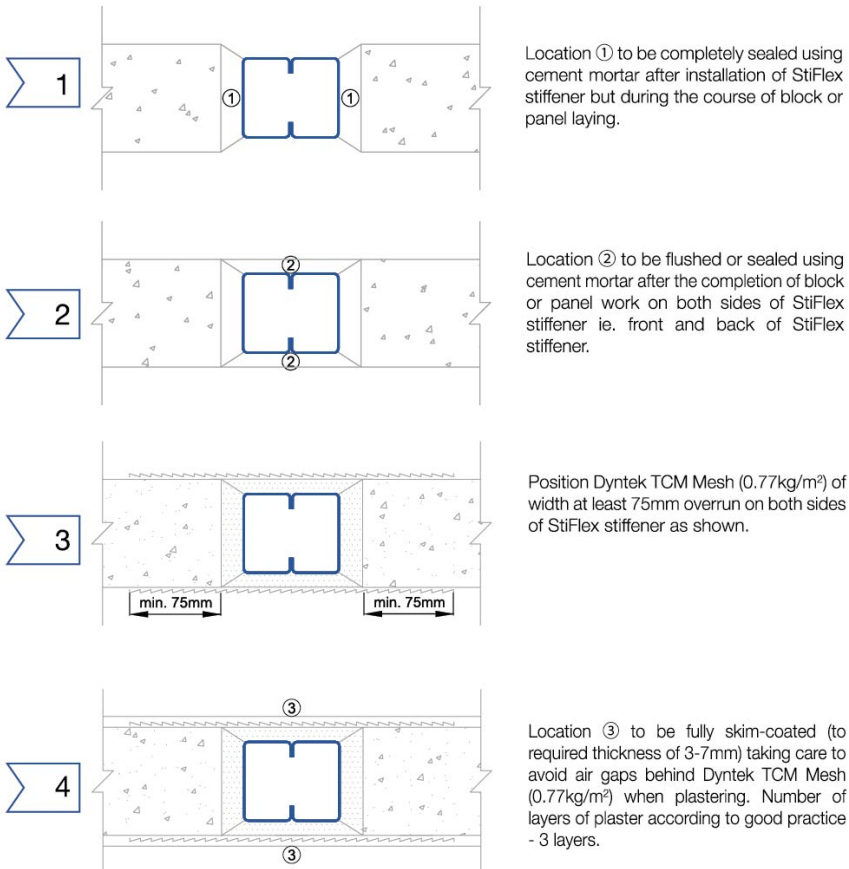 1
① ①
Location ① to be completely sealed using
cement mortar after installation of StiFlex
stiffener but during the course of block or
panel laying.
2
②
②
Location ② to be flushed or sealed using
cement mortar after the completion of block
or panel work on both sides of StiFlex
stiffener ie. front and back of StiFlex
stiffener.
3
min. 75mm min. 75mm
Position Dyntek TCM Mesh (0.77kg/m²) of
width at least 75mm overrun on both sides
of StiFlex stiffener as shown.
4
③
③
Location ③ to be fully skim-coated (to
required thickness of 3-7mm) taking care to
avoid air gaps behind Dyntek TCM Mesh
(0.77kg/m²) when plastering. Number of
layers of plaster according to good practice
- 3 layers.